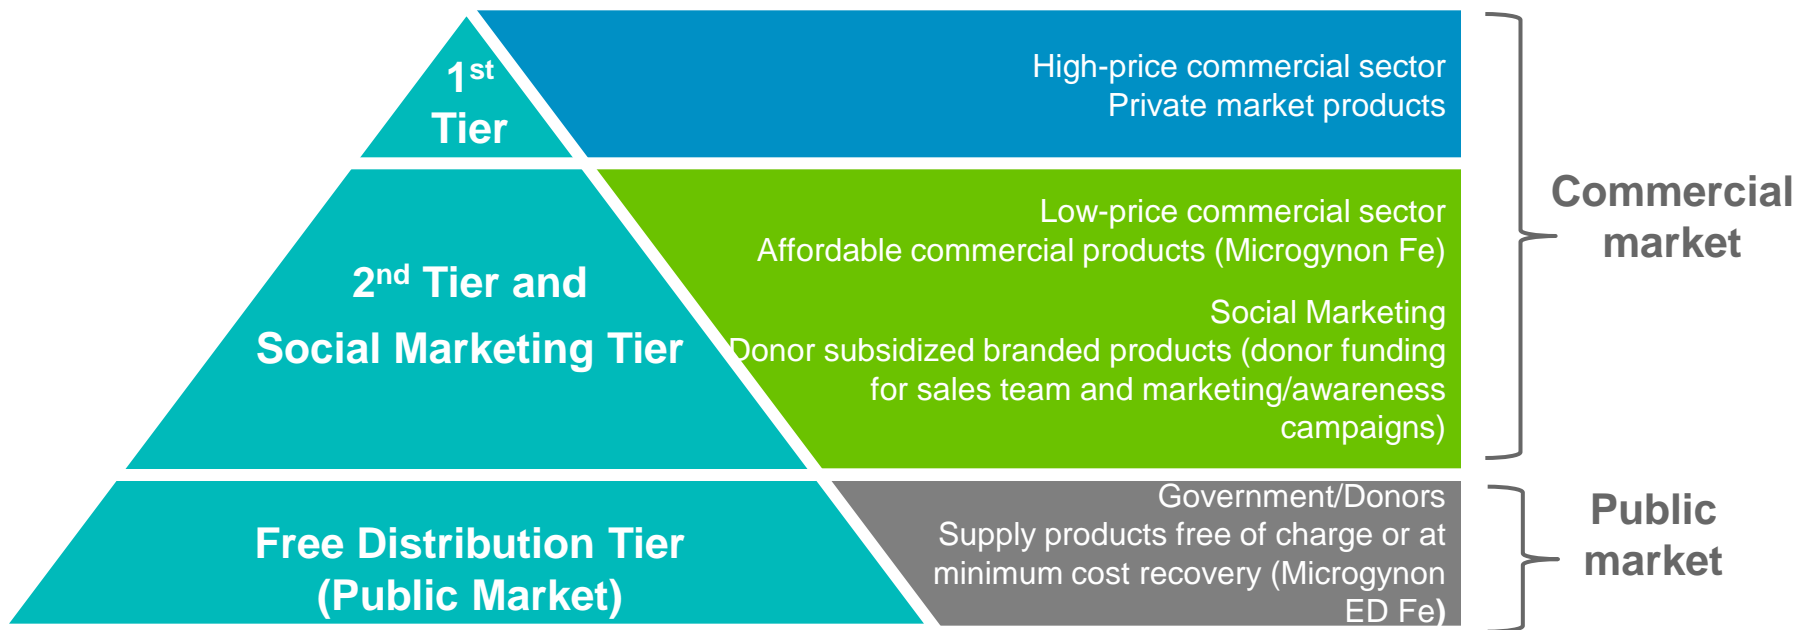 1st
Tier
High-price commercial sector
Private market products
2nd Tier and
Social Marketing Tier
Low-price commercial sector
Affordable commercial products (Microgynon Fe)
Social Marketing
Donor subsidized branded products (donor funding
for sales team and marketing/awareness
campaigns)
Commercial
market
Free Distribution Tier
(Public Market)
Government/Donors
Supply products free of charge or at
minimum cost recovery (Microgynon
ED Fe)
Public
market